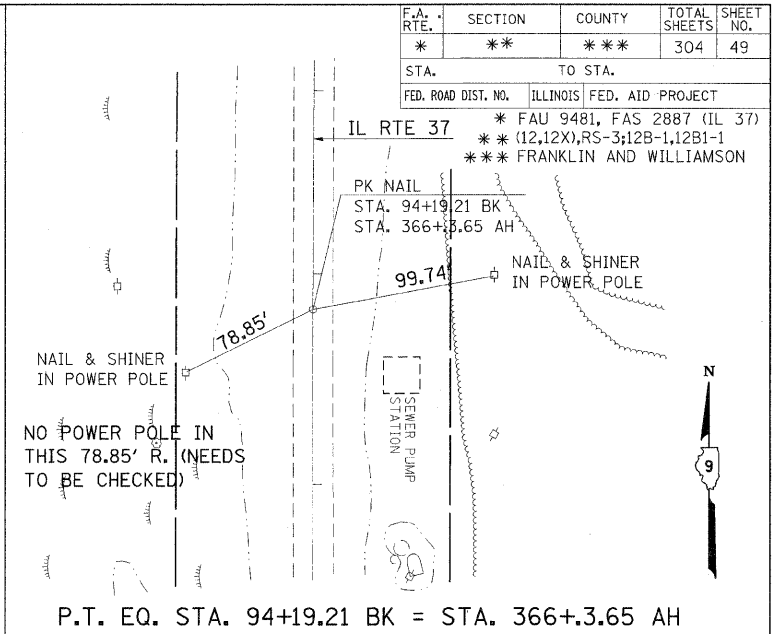 F.A. RTE. SECTION COUNTY TOTAL SHEETS SHEET NO.
* ** *** 304 49
STA. TO STA.
FED. ROAD DIST. NO. ILLINOIS FED. AID PROJECT
* FAU 9481, FAS 2887 (IL 37)
** (12,12X),RS-3;12B-1,12B1-1
*** FRANKLIN AND WILLIAMSON
IL RTE 37
PK NAIL
STA. 94+19.21 BK
STA. 366+.3.65 AH
99.74'
NAIL & SHINER
IN POWER POLE
78.85'
NAIL & SHINER
IN POWER POLE
NO POWER POLE IN
THIS 78.85' R. (NEEDS
TO BE CHECKED)
SEWER PUMP
STATION
N
9
P.T. EQ. STA. 94+19.21 BK = STA. 366+.3.65 AH